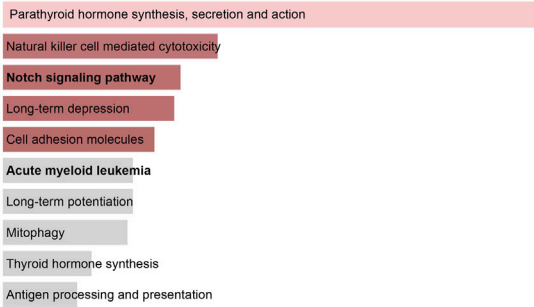 Parathyroid hormone synthesis, secretion and action
Natural killer cell mediated cytotoxicity
Notch signaling pathway
Long-term depression
Cell adhesion molecules
Acute myeloid leukemia
Long-term potentiation
Mitophagy
Thyroid hormone synthesis
Antigen processing and presentation